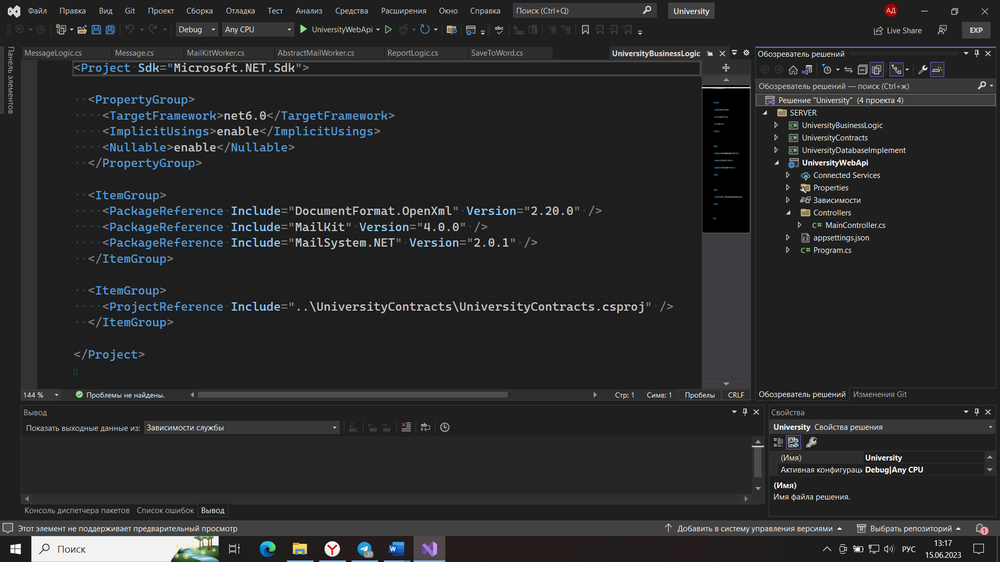 Файл Правка Вид Git Проект Сборка Отладка Тест Анализ Средства Расширения Окно Справка Поиск (Ctrl+Q) University АД
Debug Any CPU UniversityWebApi Live Share EXP
Панель элементов
MessageLogic.cs Message.cs MailKitWorker.cs AbstractMailWorker.cs ReportLogic.cs SaveToWord.cs UniversityBusinessLogic
<Project Sdk="Microsoft.NET.Sdk">
<PropertyGroup>
<TargetFramework>net6.0</TargetFramework>
<ImplicitUsings>enable</ImplicitUsings>
<Nullable>enable</Nullable>
</PropertyGroup>
<ItemGroup>
<PackageReference Include="DocumentFormat.OpenXml" Version="2.20.0" />
<PackageReference Include="MailKit" Version="4.0.0" />
<PackageReference Include="MailSystem.NET" Version="2.0.1" />
</ItemGroup>
<ItemGroup>
<ProjectReference Include="..\UniversityContracts\UniversityContracts.csproj" />
</ItemGroup>
</Project>
144 % Проблемы не найдены. Стр: 1 Симв: 1 Пробелы CRLF
Обозреватель решений
Обозреватель решений — поиск (Ctrl+ж)
Решение "University" (4 проекта 4)
SERVER
UniversityBusinessLogic
UniversityContracts
UniversityDatabaseImplement
UniversityWebApi
Connected Services
Properties
Зависимости
Controllers
C# MainController.cs
appsettings.json
C# Program.cs
Обозреватель решений Изменения Git
Вывод
Показать выходные данные из: Зависимости службы
Консоль диспетчера пакетов Список ошибок Вывод
Свойства
University Свойства решения
(Имя) University
Активная конфигураци Debug|Any CPU
(Имя)
Имя файла решения.
Этот элемент не поддерживает предварительный просмотр Добавить в систему управления версиями Выбрать репозиторий 1
Поиск РУС 13:17
15.06.2023